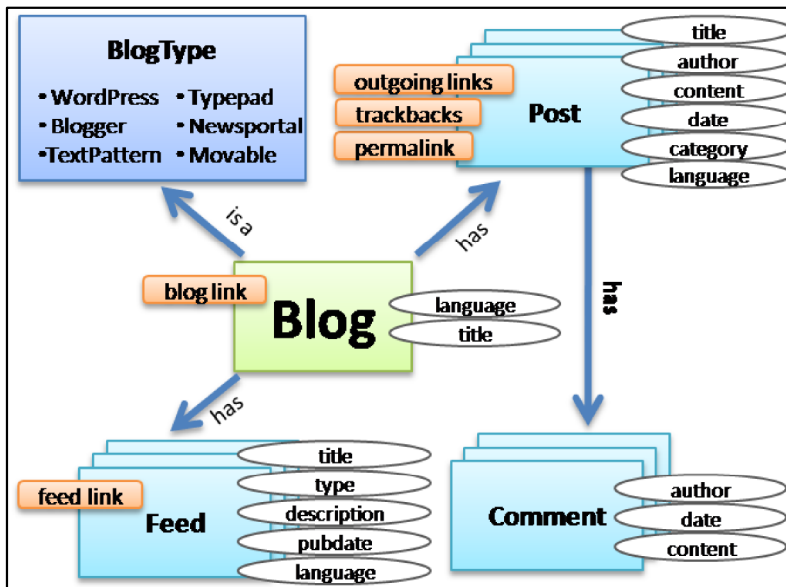 BlogType
• WordPress • Typepad
• Blogger • Newsportal
•TextPattern • Movable
outgoing links
trackbacks
permalink
Post
title
author
content
date
category
language
is a
has
has
blog link
Blog
language
title
has
feed link
Feed
title
type
description
pubdate
language
Comment
author
date
content